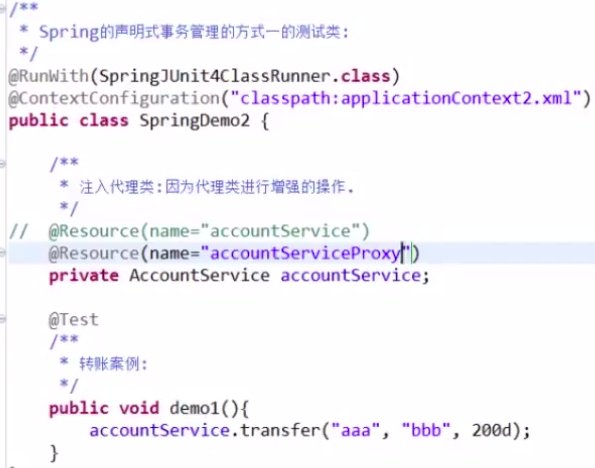 /**
 * Spring的声明式事务管理的方式一的测试类:
 */
@RunWith(SpringJUnit4ClassRunner.class)
@ContextConfiguration("classpath:applicationContext2.xml")
public class SpringDemo2 {
/**
 * 注入代理类:因为代理类进行增强的操作.
 */
// @Resource(name="accountService")
@Resource(name="accountServiceProxy")
private AccountService accountService;
@Test
/**
 * 转账案例:
 */
public void demo1(){
accountService.transfer("aaa", "bbb", 200d);
}